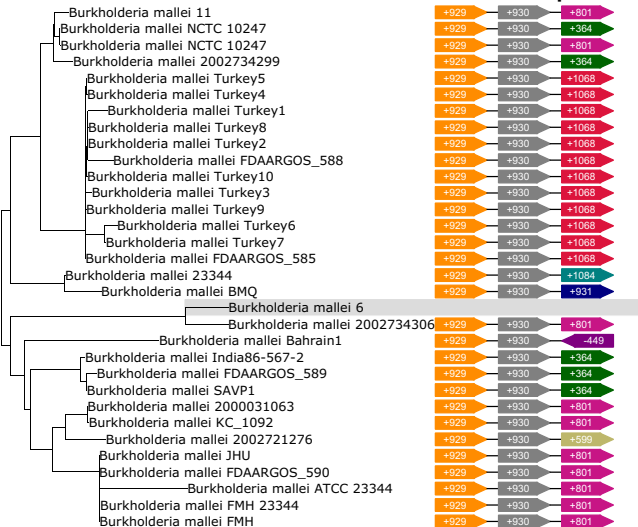 Burkholderia mallei 11 +929 +930 +801
Burkholderia mallei NCTC 10247 +929 +930 +364
Burkholderia mallei NCTC 10247 +929 +930 +801
Burkholderia mallei 2002734299 +929 +930 +364
Burkholderia mallei Turkey5 +929 +930 +1068
Burkholderia mallei Turkey4 +929 +930 +1068
Burkholderia mallei Turkey1 +929 +930 +1068
Burkholderia mallei Turkey8 +929 +930 +1068
Burkholderia mallei Turkey2 +929 +930 +1068
Burkholderia mallei FDAARGOS_588 +929 +930 +1068
Burkholderia mallei Turkey10 +929 +930 +1068
Burkholderia mallei Turkey3 +929 +930 +1068
Burkholderia mallei Turkey9 +929 +930 +1068
Burkholderia mallei Turkey6 +929 +930 +1068
Burkholderia mallei Turkey7 +929 +930 +1068
Burkholderia mallei FDAARGOS_585 +929 +930 +1068
Burkholderia mallei 23344 +929 +930 +1084
Burkholderia mallei BMQ +929 +930 +931
Burkholderia mallei 6
Burkholderia mallei 2002734306 +929 +930 +801
Burkholderia mallei Bahrain1 +929 +930 -449
Burkholderia mallei India86-567-2 +929 +930 +364
Burkholderia mallei FDAARGOS_589 +929 +930 +364
Burkholderia mallei SAVP1 +929 +930 +364
Burkholderia mallei 2000031063 +929 +930 +801
Burkholderia mallei KC_1092 +929 +930 +801
Burkholderia mallei 2002721276 +929 +930 +599
Burkholderia mallei JHU +929 +930 +801
Burkholderia mallei FDAARGOS_590 +929 +930 +801
Burkholderia mallei ATCC 23344 +929 +930 +801
Burkholderia mallei FMH 23344 +929 +930 +801
Burkholderia mallei FMH +929 +930 +801